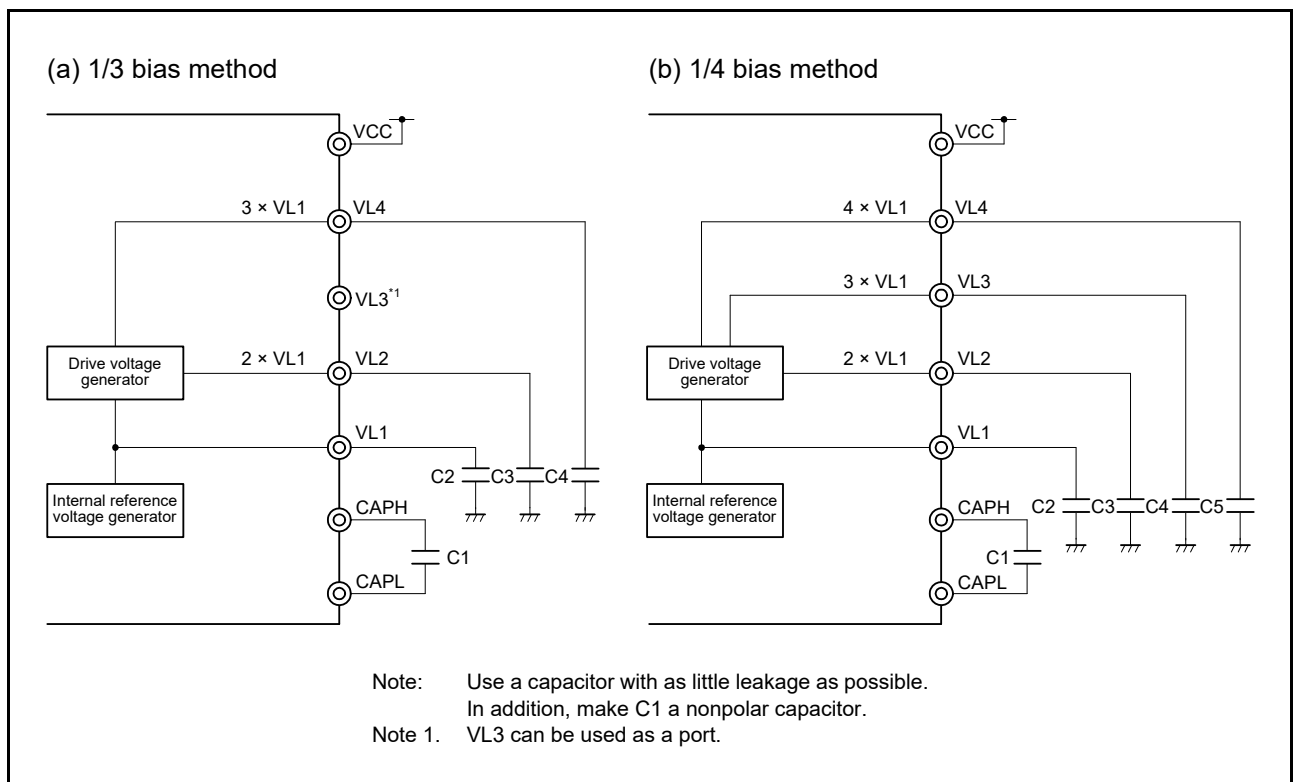 (a) 1/3 bias method
VCC
3 × VL1
VL4
VL3*1
Drive voltage
generator
2 × VL1
VL2
VL1
C2
C3
C4
Internal reference
voltage generator
CAPH
C1
CAPL
(b) 1/4 bias method
VCC
4 × VL1
VL4
3 × VL1
VL3
Drive voltage
generator
2 × VL1
VL2
VL1
C2
C3
C4
C5
Internal reference
voltage generator
CAPH
C1
CAPL
Note: Use a capacitor with as little leakage as possible.
In addition, make C1 a nonpolar capacitor.
Note 1. VL3 can be used as a port.